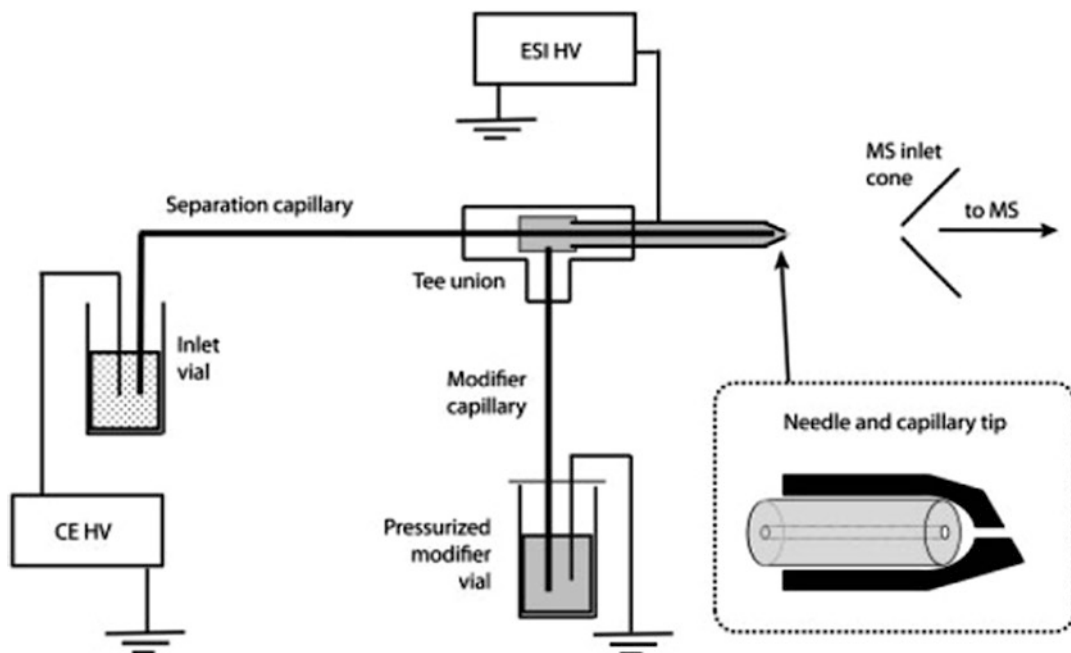 ESI HV
MS inlet
cone
to MS
Separation capillary
Tee union
Inlet
vial
Modifier
capillary
Needle and capillary tip
CE HV
Pressurized
modifier
vial